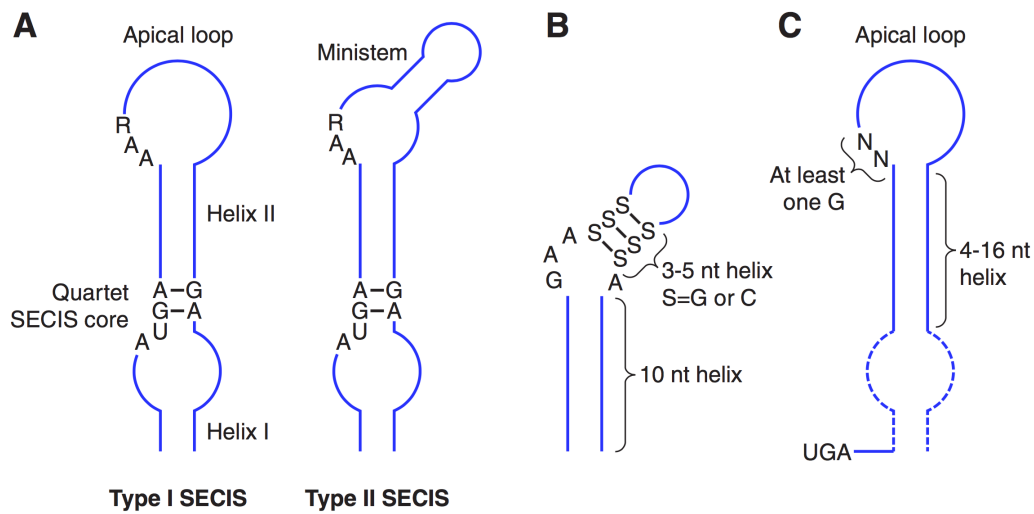 A
Apical loop
R
A
A
Helix II
Quartet
SECIS core
A
G
G
A
U
A
Helix I
Type I SECIS
Ministem
R
A
A
A
G
G
A
U
A
Type II SECIS
B
S
S
S
S
S
S
A
A
G
A
3-5 nt helix
S=G or C
10 nt helix
C
Apical loop
N
N
At least
one G
4-16 nt
helix
UGA